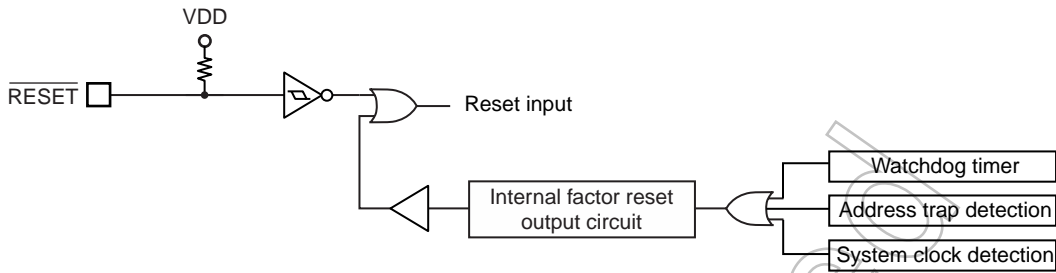 VDD
RESET
Reset input
Watchdog timer
Internal factor reset
output circuit
Address trap detection
System clock detection